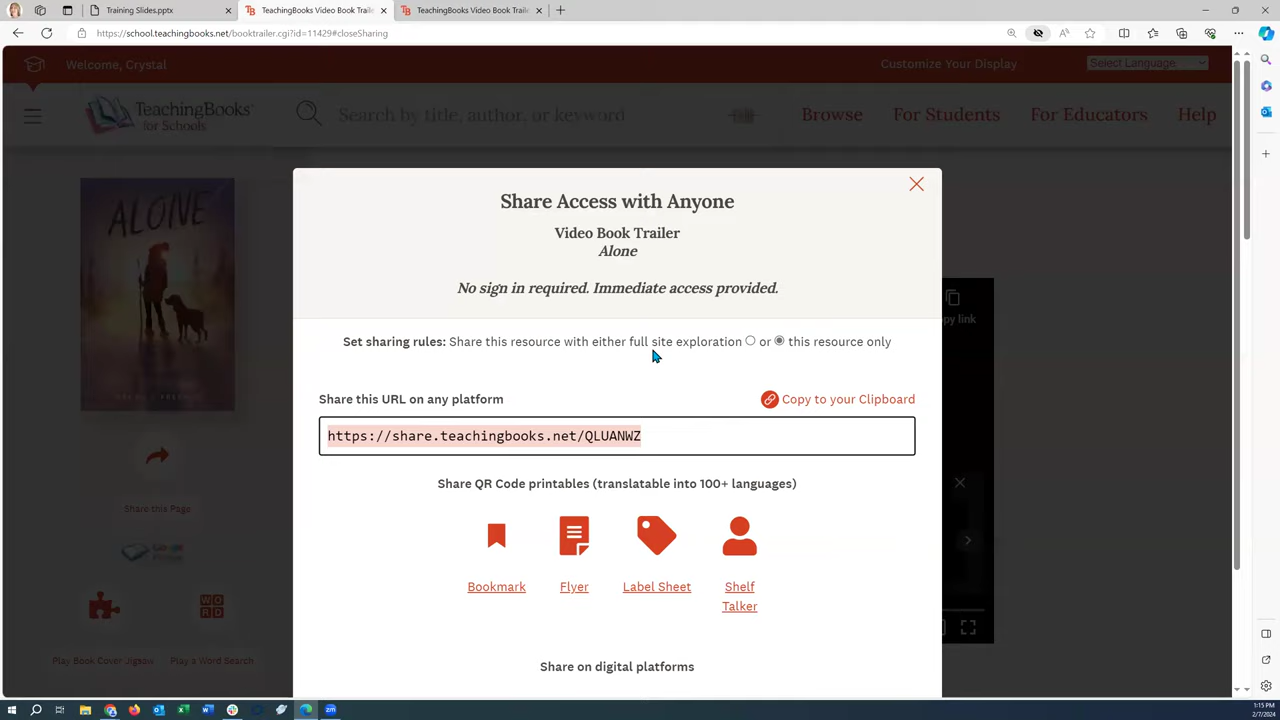 Training Slides.pptx
TeachingBooks Video Book Traile
TeachingBooks Video Book Traile
https://school.teachingbooks.net/booktrailer.cgi?id=11429#closeSharing
Welcome, Crystal
Customize Your Display
Select Language
TeachingBooks
for Schools
Search by title, author, or keyword
Browse
For Students
For Educators
Help
ALONE
Share Access with Anyone
Video Book Trailer
Alone
No sign in required. Immediate access provided.
Set sharing rules: Share this resource with either full site exploration or this resource only
Share this URL on any platform
Copy to your Clipboard
https://share.teachingbooks.net/QLUANWZ
Share QR Code printables (translatable into 100+ languages)
Bookmark
Flyer
Label Sheet
Shelf
Talker
Share on digital platforms
py link
Share this Page
WORD
Play Book Cover Jigsaw
Play a Word Search
1:15 PM
2/7/2024